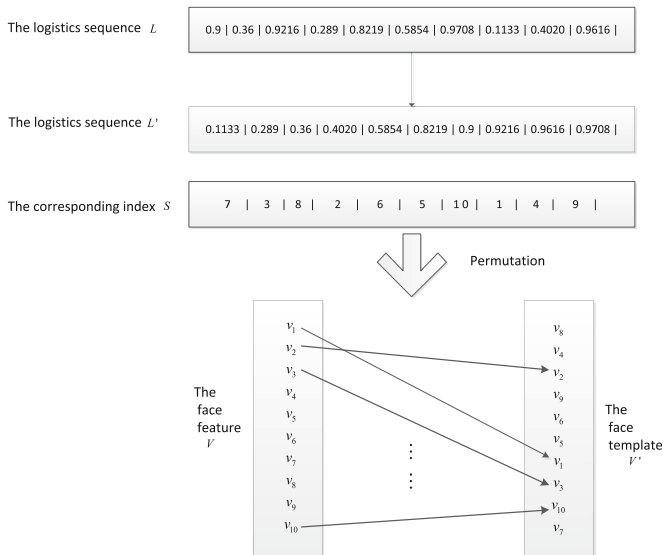 The logistics sequence L
0.9 | 0.36 | 0.9216 | 0.289 | 0.8219 | 0.5854 | 0.9708 | 0.1133 | 0.4020 | 0.9616 |
The logistics sequence L'
0.1133 | 0.289 | 0.36 | 0.4020 | 0.5854 | 0.8219 | 0.9 | 0.9216 | 0.9616 | 0.9708 |
The corresponding index S
7 | 3 | 8 | 2 | 6 | 5 | 1 0 | 1 | 4 | 9 |
Permutation
The
face
feature
V
v1
v2
v3
v4
v5
v6
v7
v8
v9
v10
⋮
⋮
v8
v4
v2
v9
v6
v5
v1
v3
v10
v7
The
face
template
V'